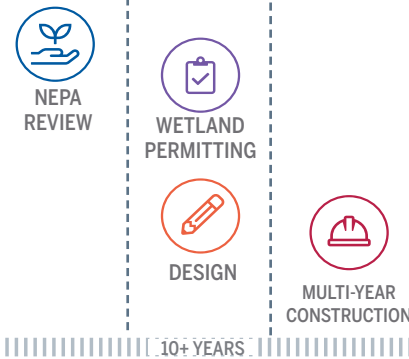 NEPA
REVIEW
WETLAND
PERMITTING
DESIGN
MULTI-YEAR
CONSTRUCTION
10+ YEARS